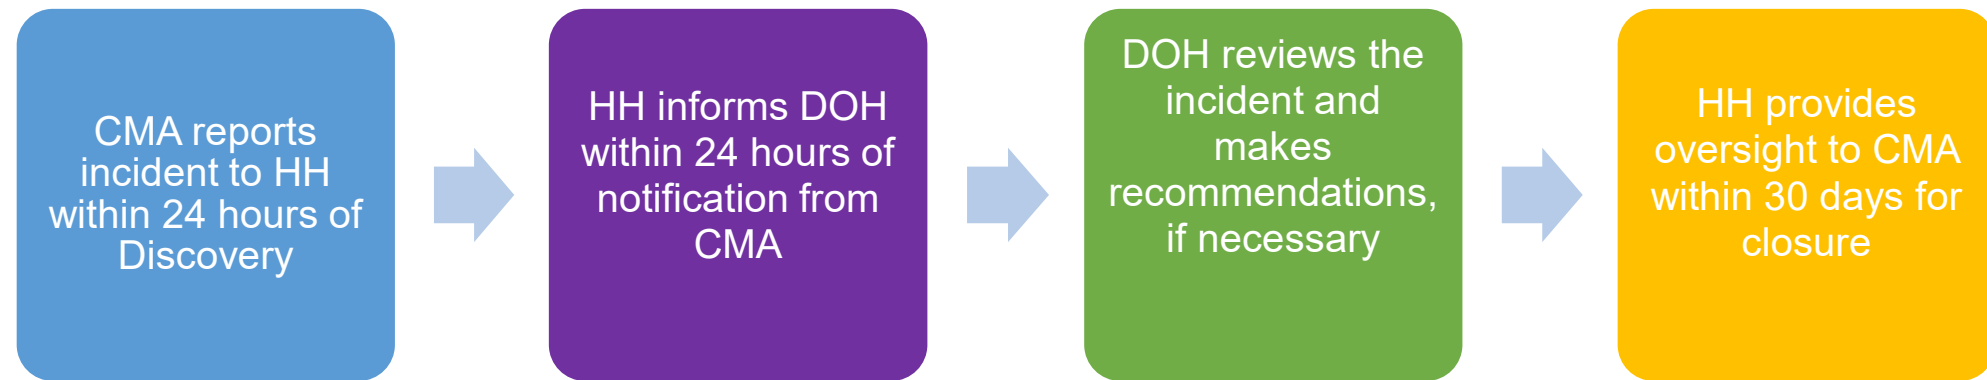 CMA reports
incident to HH
within 24 hours of
Discovery
HH informs DOH
within 24 hours of
notification from
CMA
DOH reviews the
incident and
makes
recommendations,
if necessary
HH provides
oversight to CMA
within 30 days for
closure